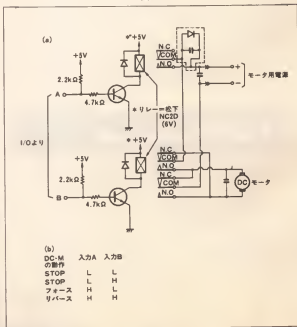 (a)
+5V
*+5V
N.C.
COM
N.O.
2.2kΩ
A
4.7kΩ
+
−
モータ用電源
*リレー=松下
NC2D
(6V)
I/Oより
+5V
*+5V
N.C.
COM
N.O.
N.C.
COM
N.O.
2.2kΩ
B
4.7kΩ
DC
モータ
(b)
DC-M の動作 入力A 入力B
STOP L L
STOP H H
フォース H L
リバース L H